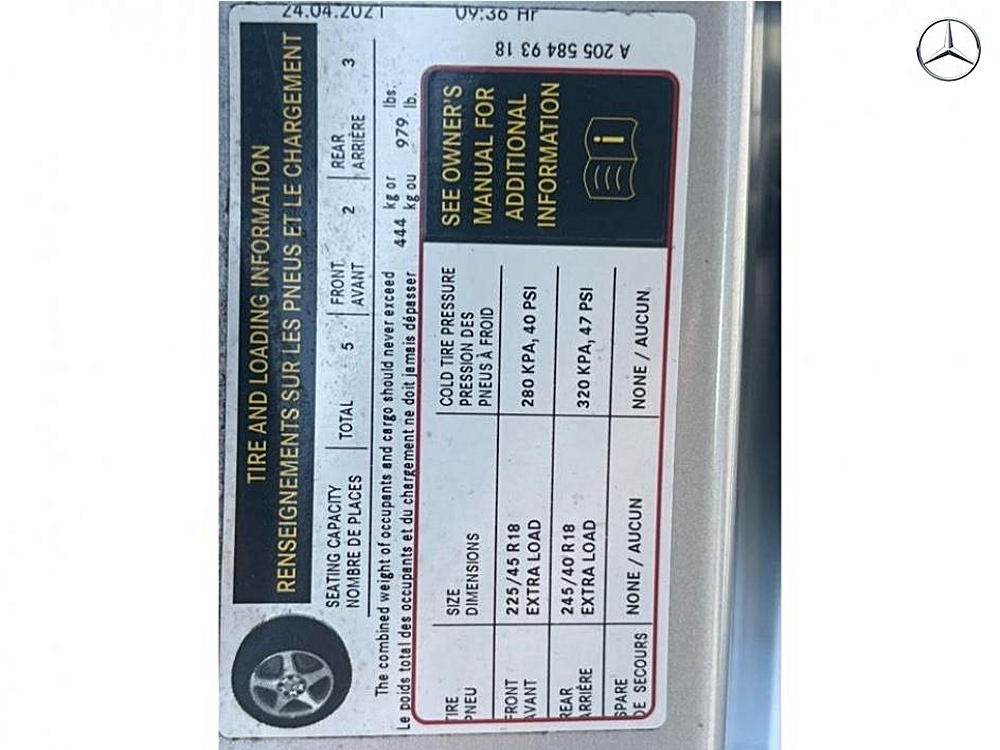 24.04.2021 09:36 Hr
A 205 584 93 18
TIRE AND LOADING INFORMATION
RENSEIGNEMENTS SUR LES PNEUS ET LE CHARGEMENT
SEATING CAPACITY
NOMBRE DE PLACES
TOTAL 5
FRONT
AVANT
2
REAR
ARRIÈRE
3
The combined weight of occupants and cargo should never exceed 444 kg or 979 lbs.
Le poids total des occupants et du chargement ne doit jamais dépasser kg ou lb.
TIRE
PNEU
SIZE
DIMENSIONS
COLD TIRE PRESSURE
PRESSION DES
PNEUS À FROID
FRONT
AVANT
225/45 R18
EXTRA LOAD
280 KPA, 40 PSI
REAR
ARRIÈRE
245/40 R18
EXTRA LOAD
320 KPA, 47 PSI
SPARE
DE SECOURS
NONE / AUCUN
NONE / AUCUN
SEE OWNER'S
MANUAL FOR
ADDITIONAL
INFORMATION